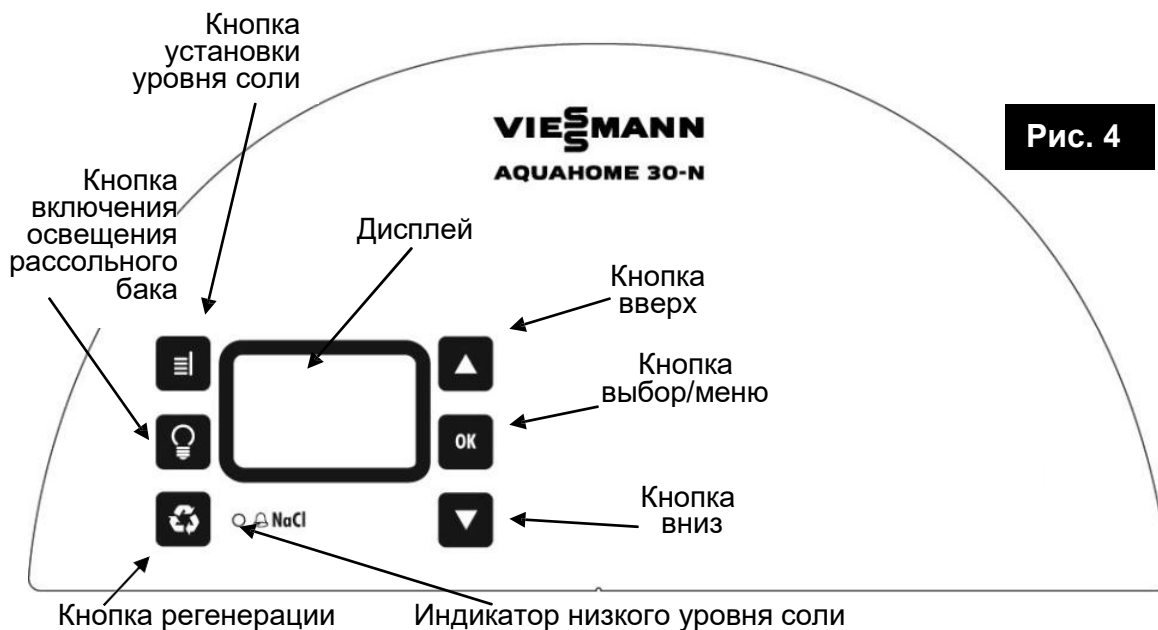 Кнопка
установки
уровня соли
VIESSMANN
AQUAHOME 30-N
Рис. 4
Кнопка
включения
освещения
рассольного
бака
Дисплей
Кнопка
вверх
Кнопка
выбор/меню
OK
Кнопка
вниз
NaCl
Кнопка регенерации
Индикатор низкого уровня соли